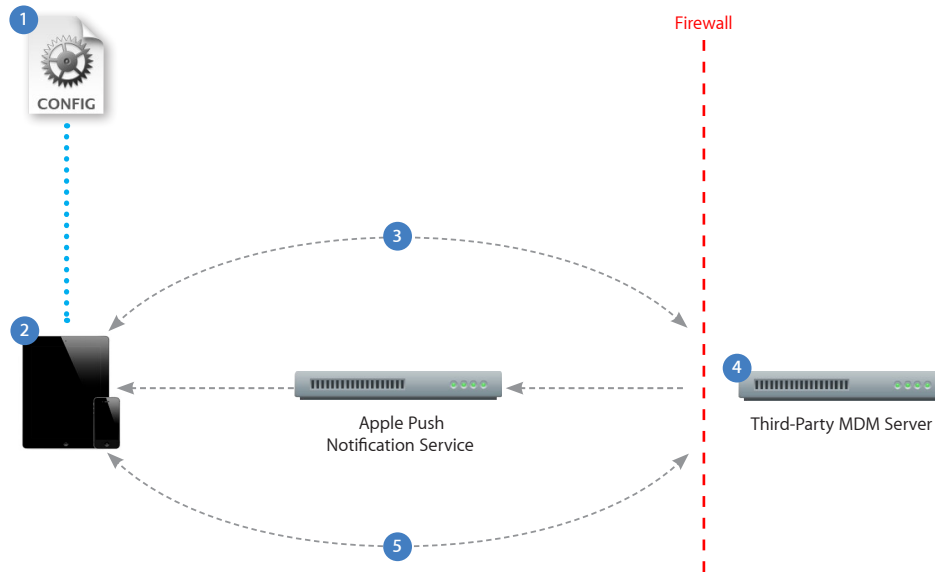 1
Firewall
CONFIG
3
2
4
Apple Push
Notification Service
Third-Party MDM Server
5